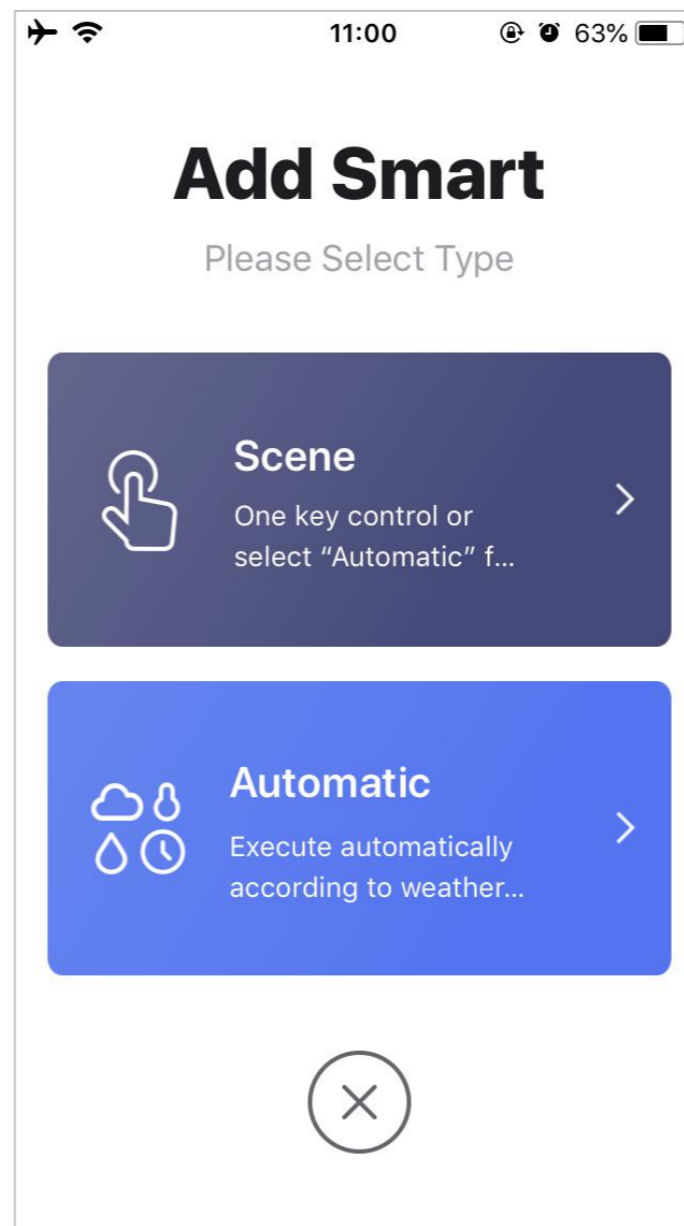 11:00 63%
Add Smart
Please Select Type
Scene
One key control or
select “Automatic” f...
Automatic
Execute automatically
according to weather...